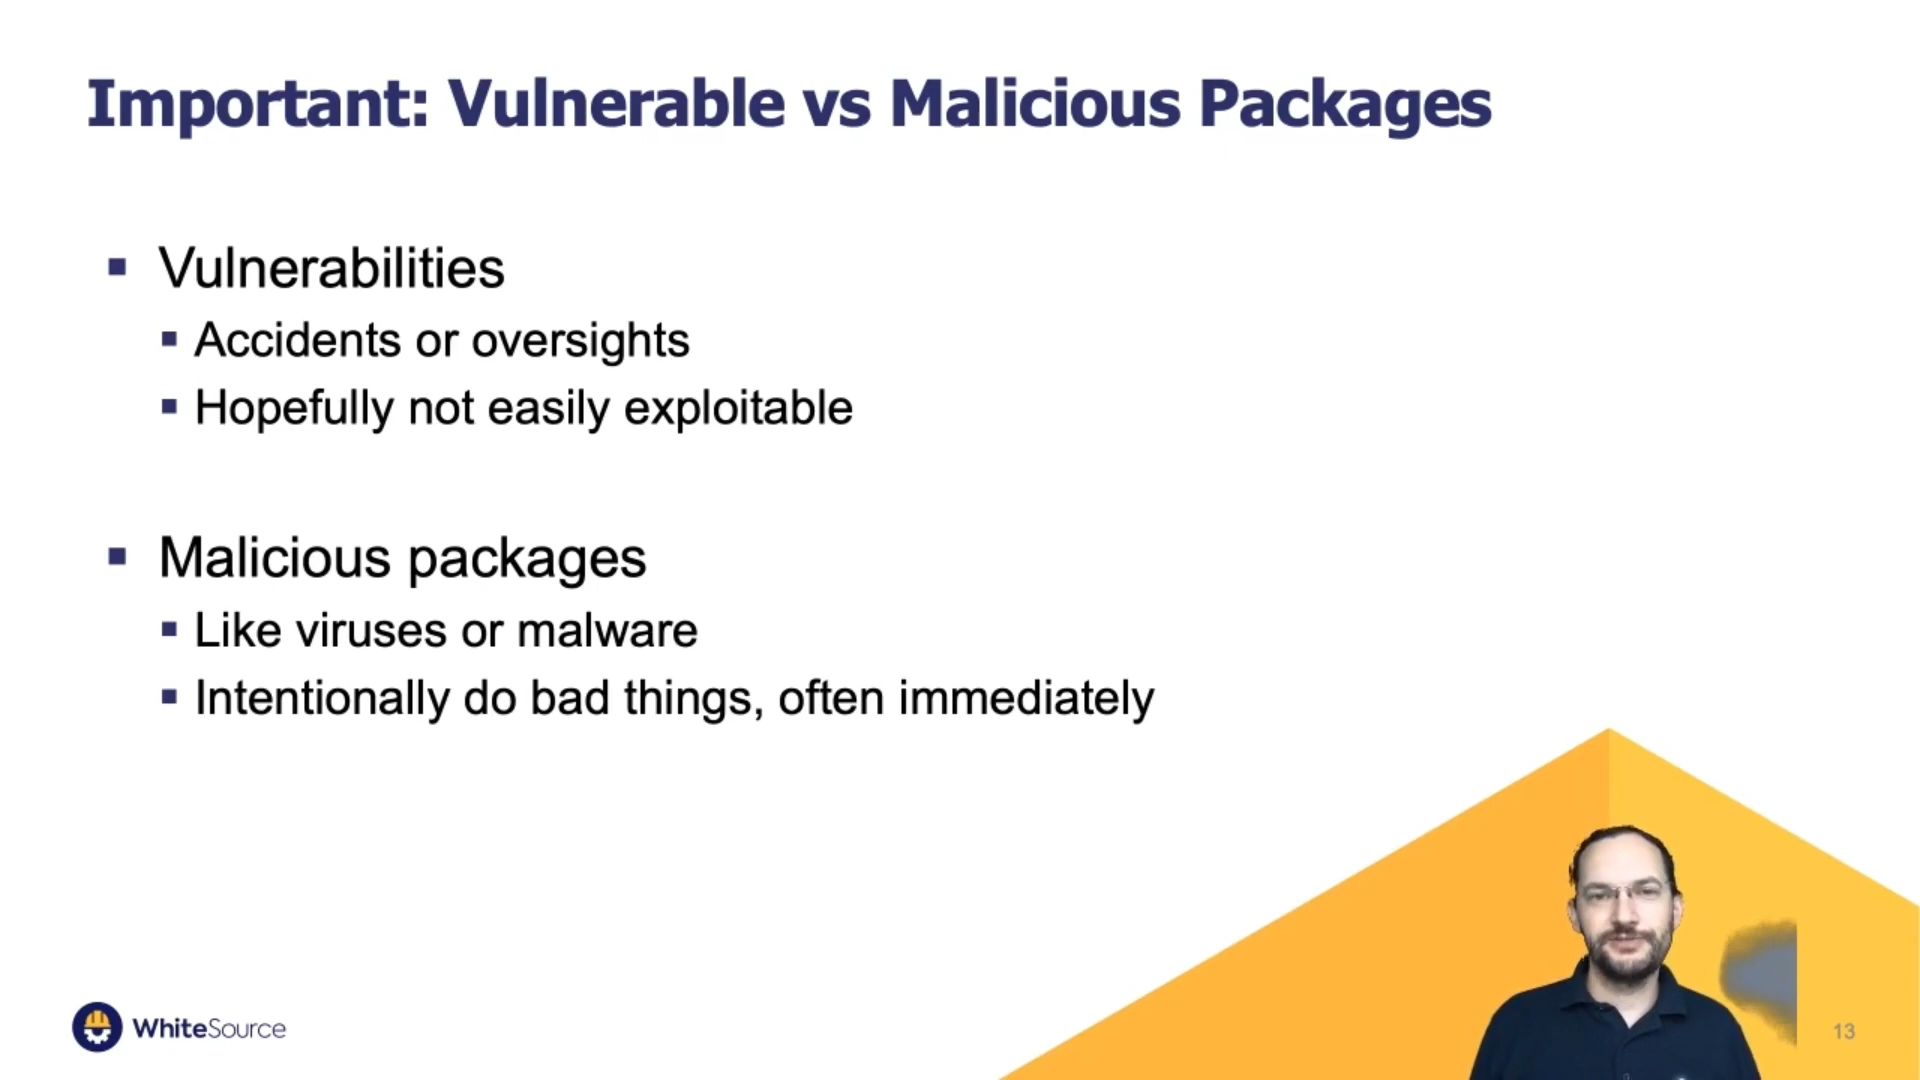 Important: Vulnerable vs Malicious Packages
Vulnerabilities
Accidents or oversights
Hopefully not easily exploitable
Malicious packages
Like viruses or malware
Intentionally do bad things, often immediately
WhiteSource
13